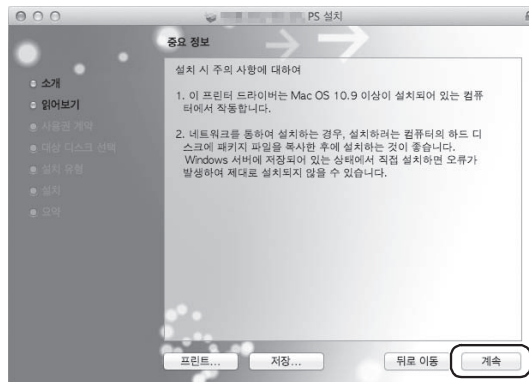 PS 설치
중요 정보
소개
읽어보기
사용권 계약
대상 디스크 선택
설치 유형
설치
요약
설치 시 주의 사항에 대하여
1. 이 프린터 드라이버는 Mac OS 10.9 이상이 설치되어 있는 컴퓨
터에서 작동합니다.
2. 네트워크를 통하여 설치하는 경우, 설치하려는 컴퓨터의 하드 디
스크에 패키지 파일을 복사한 후에 설치하는 것이 좋습니다.
Windows 서버에 저장되어 있는 상태에서 직접 설치하면 오류가
발생하여 제대로 설치되지 않을 수 있습니다.
프린트... 저장... 뒤로 이동 계속